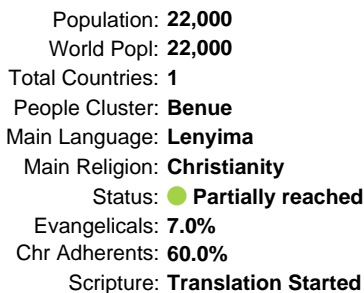 Population: 22,000
World Popl: 22,000
Total Countries: 1
People Cluster: Benue
Main Language: Lenyima
Main Religion: Christianity
Status: Partially reached
Evangelicals: 7.0%
Chr Adherents: 60.0%
Scripture: Translation Started